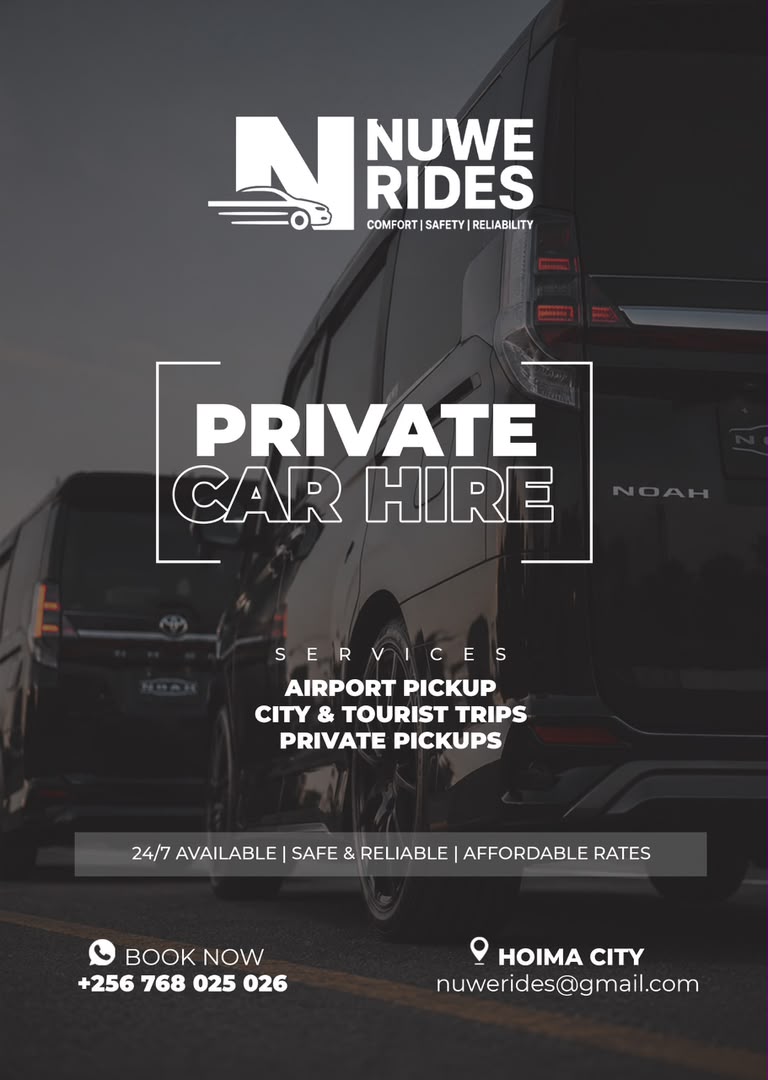 NUWE
RIDES
COMFORT | SAFETY | RELIABILITY
PRIVATE
CAR HIRE
NOAH
NOAH
SERVICES
AIRPORT PICKUP
CITY & TOURIST TRIPS
PRIVATE PICKUPS
24/7 AVAILABLE | SAFE & RELIABLE | AFFORDABLE RATES
BOOK NOW
+256 768 025 026
HOIMA CITY
nuwerides@gmail.com